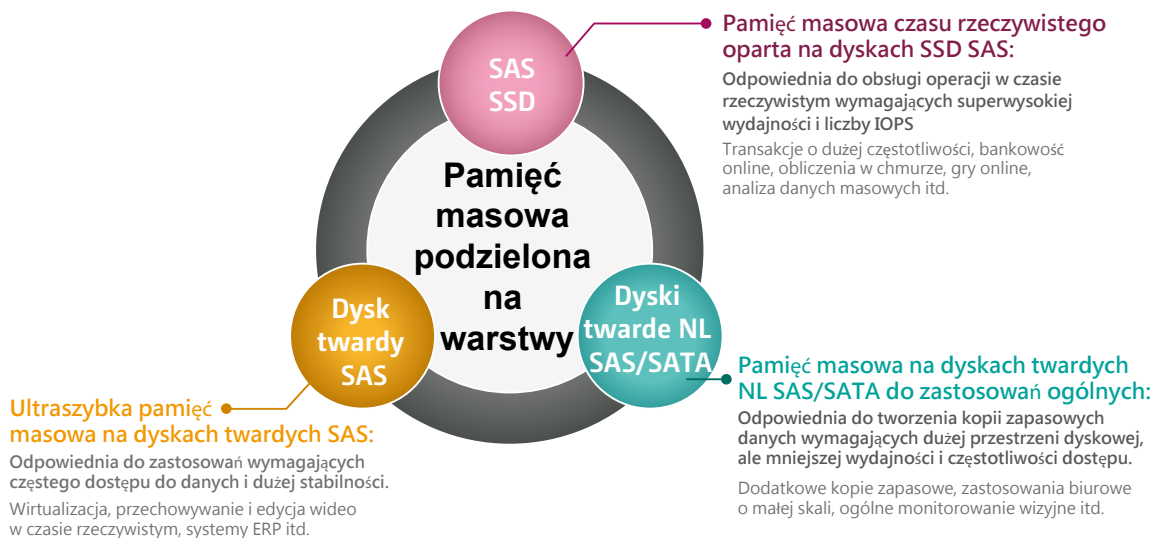 SAS
SSD
Pamięć masowa czasu rzeczywistego
oparta na dyskach SSD SAS:
Odpowiednia do obsługi operacji w czasie
rzeczywistym wymagających superwysokiej
wydajności i liczby IOPS
Transakcje o dużej częstotliwości, bankowość
online, obliczenia w chmurze, gry online,
analiza danych masowych itd.
Pamięć
masowa
podzielona
na
warstwy
Dysk
twardy
SAS
Dyski
twarde NL
SAS/SATA
Ultraszybka pamięć
masowa na dyskach twardych SAS:
Odpowiednia do zastosowań wymagających
częstego dostępu do danych i dużej stabilności.
Wirtualizacja, przechowywanie i edycja wideo
w czasie rzeczywistym, systemy ERP itd.
Pamięć masowa na dyskach twardych
NL SAS/SATA do zastosowań ogólnych:
Odpowiednia do tworzenia kopii zapasowych
danych wymagających dużej przestrzeni dyskowej,
ale mniejszej wydajności i częstotliwości dostępu.
Dodatkowe kopie zapasowe, zastosowania biurowe
o małej skali, ogólne monitorowanie wizyjne itd.